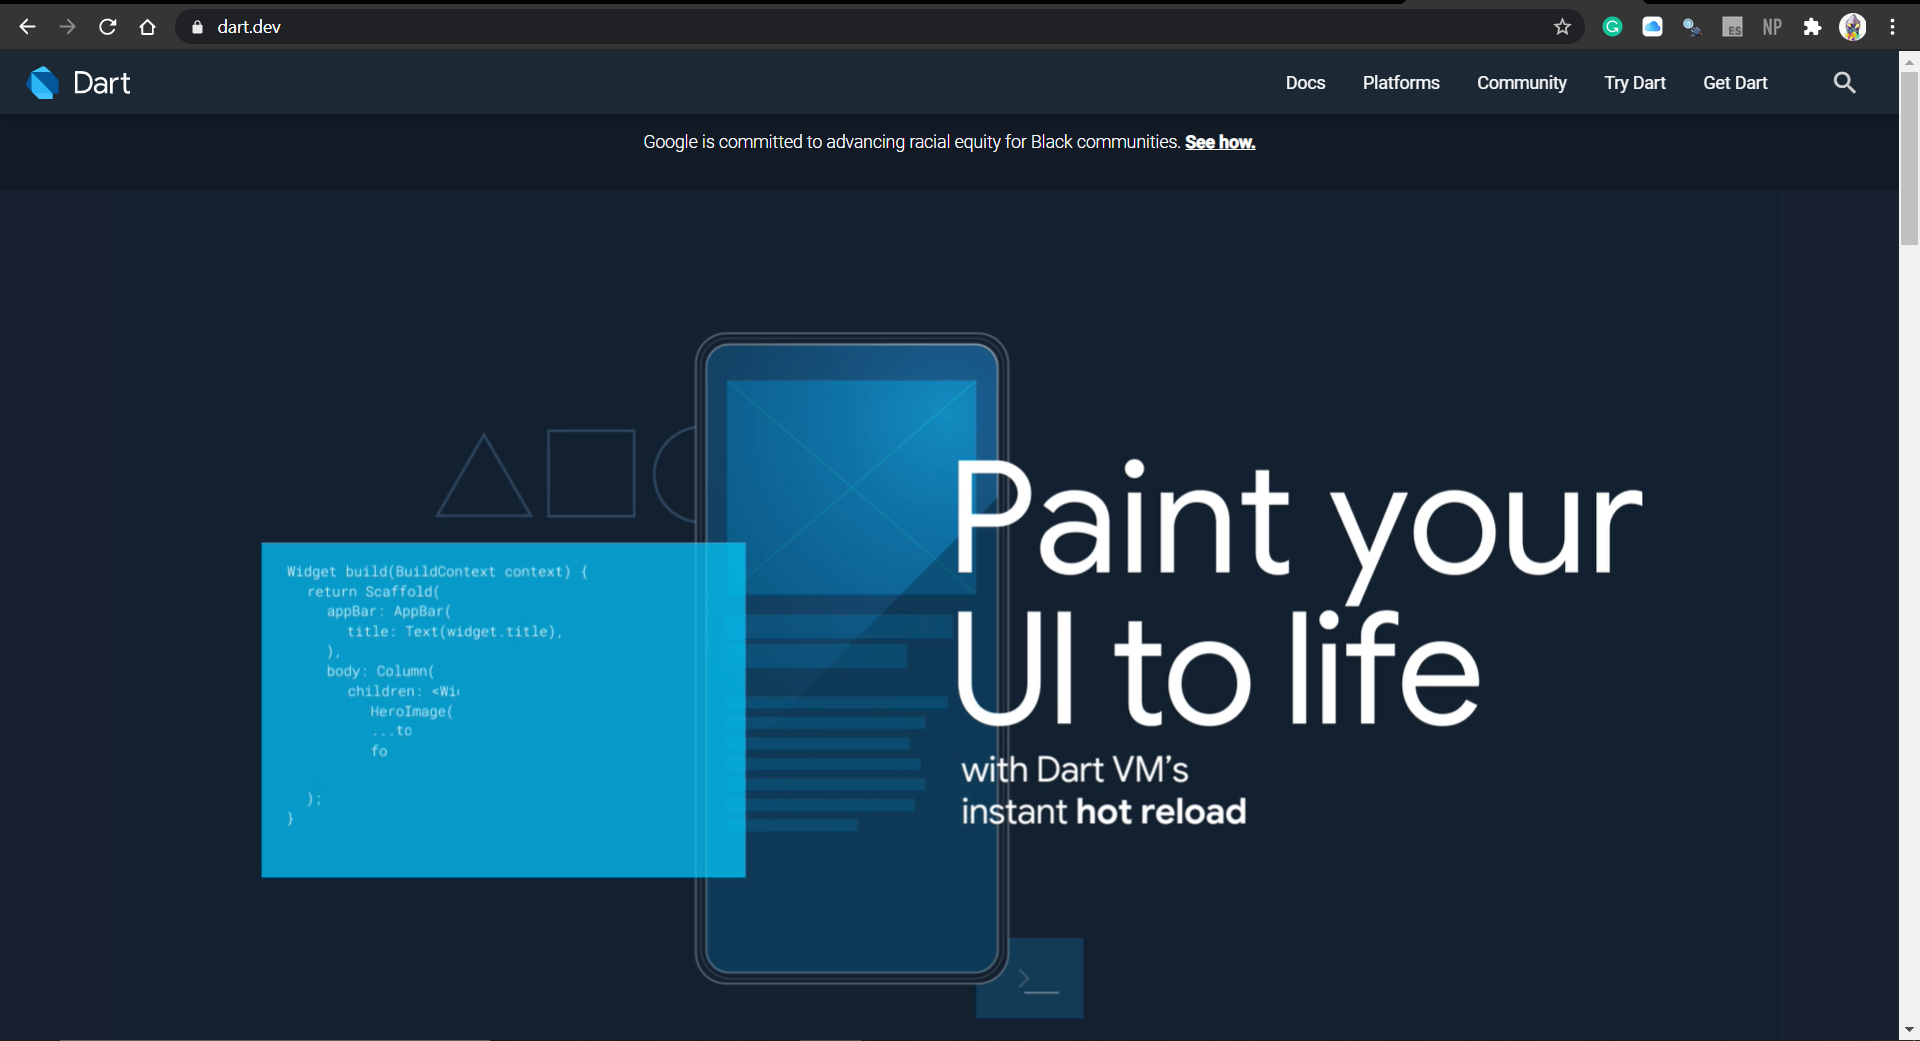 dart.dev
ES
NP
Dart
Docs Platforms Community Try Dart Get Dart
Google is committed to advancing racial equity for Black communities. See how.
Widget build(BuildContext context) {
return Scaffold(
appBar: AppBar(
title: Text(widget.title),
),
body: Column(
children: <Wi
HeroImage(
...to
fo
);
}
>_
Paint your
UI to life
with Dart VM's
instant hot reload